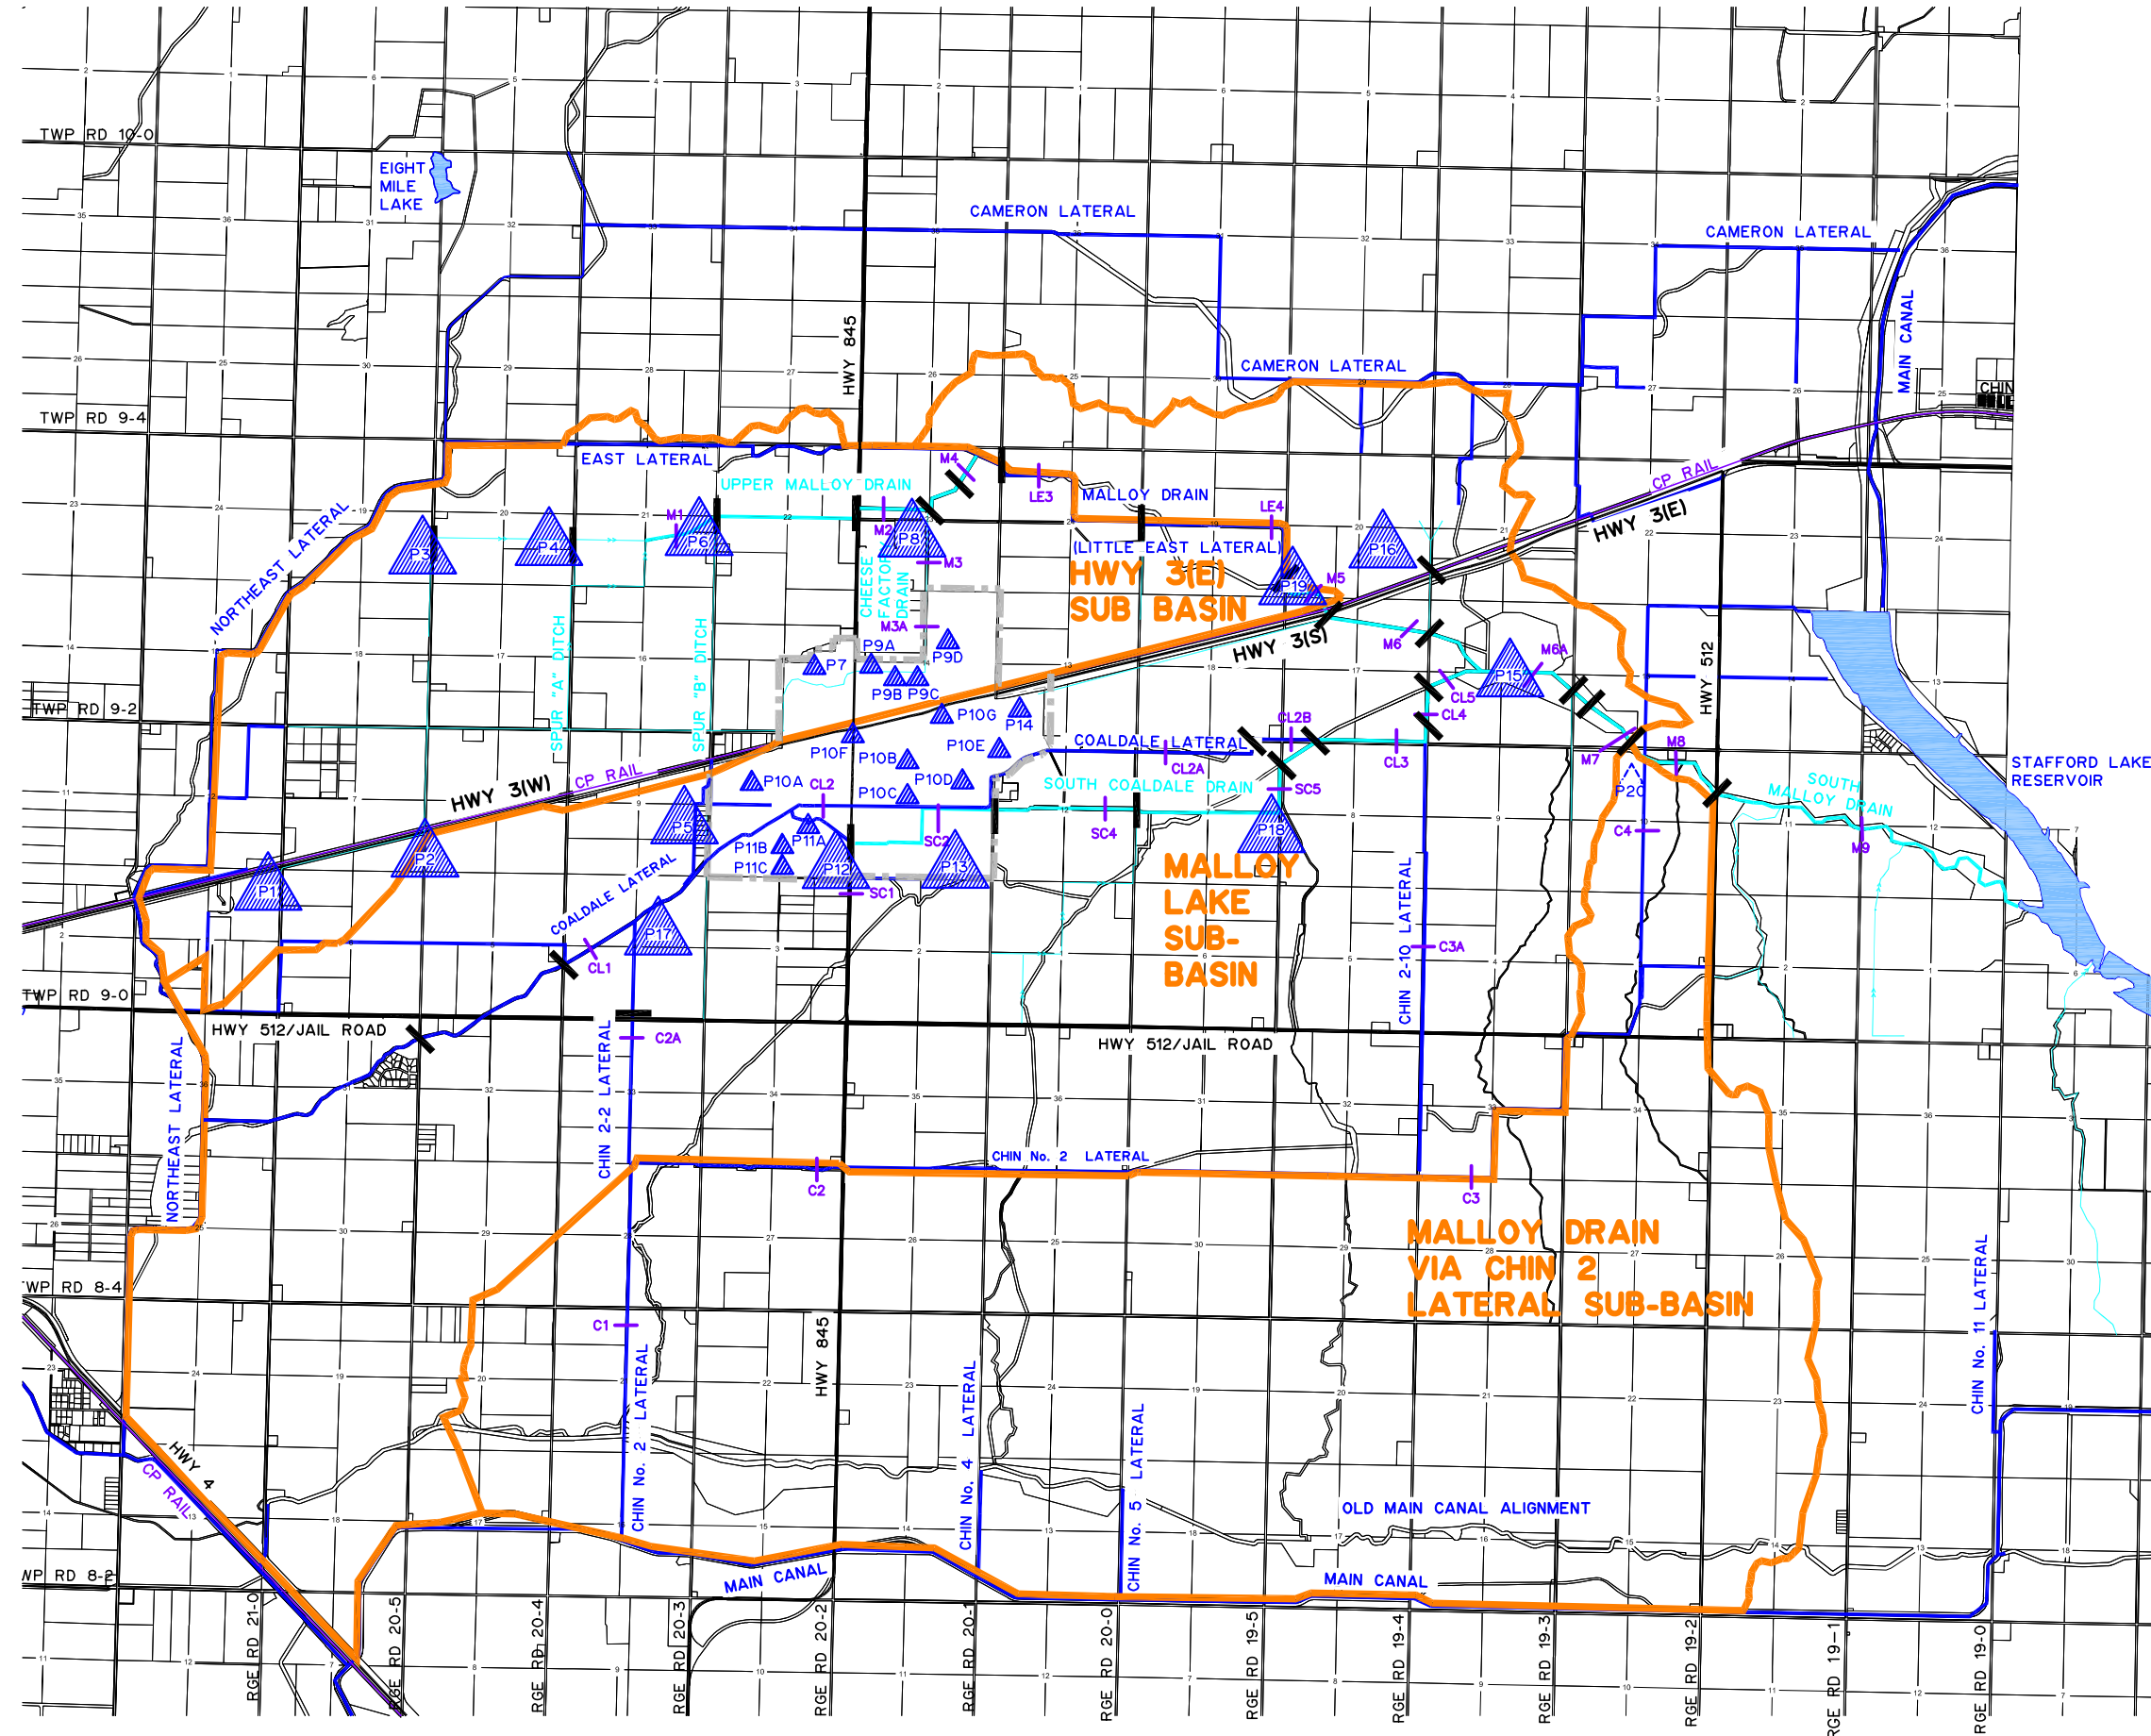 TWP RD 10-0
EIGHT
MILE
LAKE
CAMERON LATERAL
CAMERON LATERAL
HWY 845
MAIN CANAL
CAMERON LATERAL
CHIN
TWP RD 9-4
EAST LATERAL
M4
CP RAIL
UPPER MALLOY DRAIN
LE3
MALLOY DRAIN
LE4
HWY 3(E)
NORTHEAST LATERAL
M1
M2
P3
P4
P6
P8
(LITTLE EAST LATERAL)
P16
M3
HWY 3(E)
SUB BASIN
P19
M5
CHEESE
FACTORY
DRAIN
M3A
M6
M6A
HWY 3(S)
SPUR "A" DITCH
SPUR "B" DITCH
P9A
P9D
P7
P9B
P9C
P15
CL5
HWY 512
TWP RD 9-2
P10G
P14
CL4
CL2B
P10F
P10B
P10E
COALDALE LATERAL
CL2A
CL3
M7
M8
STAFFORD LAKE
RESERVOIR
CP RAIL
HWY 3(W)
P10A
P10D
CL2
P10C
SOUTH COALDALE DRAIN
SC5
P20
SOUTH
MALLOY DRAIN
P5
SC4
C4
P11A
P11B
SC2
P18
M9
P2
P11C
P12
P13
MALLOY
LAKE
SUB-
BASIN
P1
COALDALE LATERAL
SC1
P17
CHIN 2-10 LATERAL
C3A
CL1
TWP RD 9-0
HWY 512/JAIL ROAD
C2A
HWY 512/JAIL ROAD
NORTHEAST LATERAL
CHIN 2-2 LATERAL
CHIN No. 2 LATERAL
C2
C3
MALLOY DRAIN
VIA CHIN 2
LATERAL SUB-BASIN
WP RD 8-4
C1
HWY 845
CHIN No. 11 LATERAL
CHIN No. 2 LATERAL
CHIN No. 4 LATERAL
CHIN No. 5 LATERAL
HWY 4
CP RAIL
OLD MAIN CANAL ALIGNMENT
WP RD 8-2
MAIN CANAL
MAIN CANAL
RGE RD 21-0
RGE RD 20-5
RGE RD 20-4
RGE RD 20-3
RGE RD 20-2
RGE RD 20-1
RGE RD 20-0
RGE RD 19-5
RGE RD 19-4
RGE RD 19-3
RGE RD 19-2
RGE RD 19-1
RGE RD 19-0